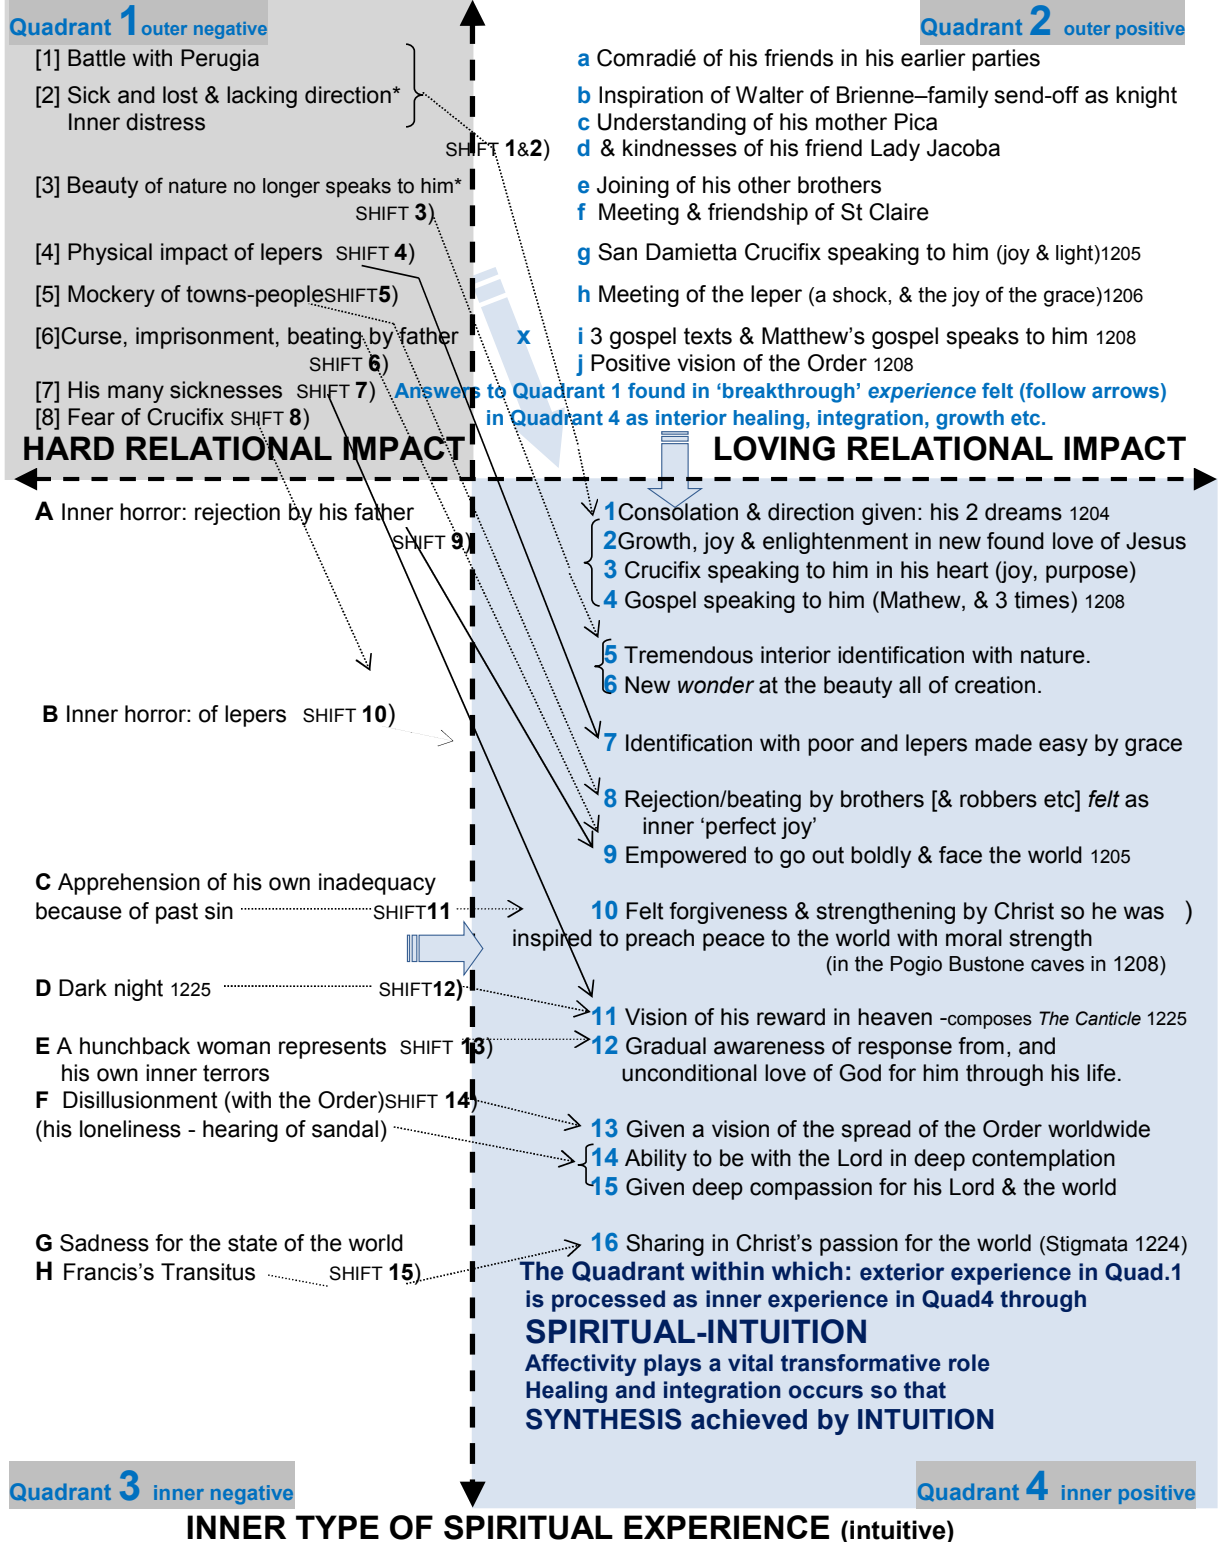 Quadrant 1 outer negative
Quadrant 2 outer positive
[1] Battle with Perugia
[2] Sick and lost & lacking direction*
Inner distress
SHIFT 1&2)
[3] Beauty of nature no longer speaks to him*
SHIFT 3)
[4] Physical impact of lepers SHIFT 4)
[5] Mockery of towns-peopleSHIFT5)
[6]Curse, imprisonment, beating by father
SHIFT 6)
[7] His many sicknesses SHIFT 7)
[8] Fear of Crucifix SHIFT 8)
HARD RELATIONAL IMPACT
a Comradié of his friends in his earlier parties
b Inspiration of Walter of Brienne–family send-off as knight
c Understanding of his mother Pica
d & kindnesses of his friend Lady Jacoba
e Joining of his other brothers
f Meeting & friendship of St Claire
g San Damietta Crucifix speaking to him (joy & light)1205
h Meeting of the leper (a shock, & the joy of the grace)1206
x i 3 gospel texts & Matthew's gospel speaks to him 1208
j Positive vision of the Order 1208
Answers to Quadrant 1 found in 'breakthrough' experience felt (follow arrows)
in Quadrant 4 as interior healing, integration, growth etc.
LOVING RELATIONAL IMPACT
A Inner horror: rejection by his father
SHIFT 9)
B Inner horror: of lepers SHIFT 10)
C Apprehension of his own inadequacy
because of past sin SHIFT11
D Dark night 1225 SHIFT12)
E A hunchback woman represents SHIFT 13)
his own inner terrors
F Disillusionment (with the Order)SHIFT 14)
(his loneliness - hearing of sandal)
G Sadness for the state of the world
H Francis's Transitus SHIFT 15)
1Consolation & direction given: his 2 dreams 1204
2Growth, joy & enlightenment in new found love of Jesus
3 Crucifix speaking to him in his heart (joy, purpose)
4 Gospel speaking to him (Mathew, & 3 times) 1208
5 Tremendous interior identification with nature.
6 New wonder at the beauty all of creation.
7 Identification with poor and lepers made easy by grace
8 Rejection/beating by brothers [& robbers etc] felt as
inner 'perfect joy'
9 Empowered to go out boldly & face the world 1205
10 Felt forgiveness & strengthening by Christ so he was )
inspired to preach peace to the world with moral strength
(in the Pogio Bustone caves in 1208)
11 Vision of his reward in heaven -composes The Canticle 1225
12 Gradual awareness of response from, and
unconditional love of God for him through his life.
13 Given a vision of the spread of the Order worldwide
14 Ability to be with the Lord in deep contemplation
15 Given deep compassion for his Lord & the world
16 Sharing in Christ's passion for the world (Stigmata 1224)
The Quadrant within which: exterior experience in Quad.1
is processed as inner experience in Quad4 through
SPIRITUAL-INTUITION
Affectivity plays a vital transformative role
Healing and integration occurs so that
SYNTHESIS achieved by INTUITION
Quadrant 3 inner negative
Quadrant 4 inner positive
INNER TYPE OF SPIRITUAL EXPERIENCE (intuitive)